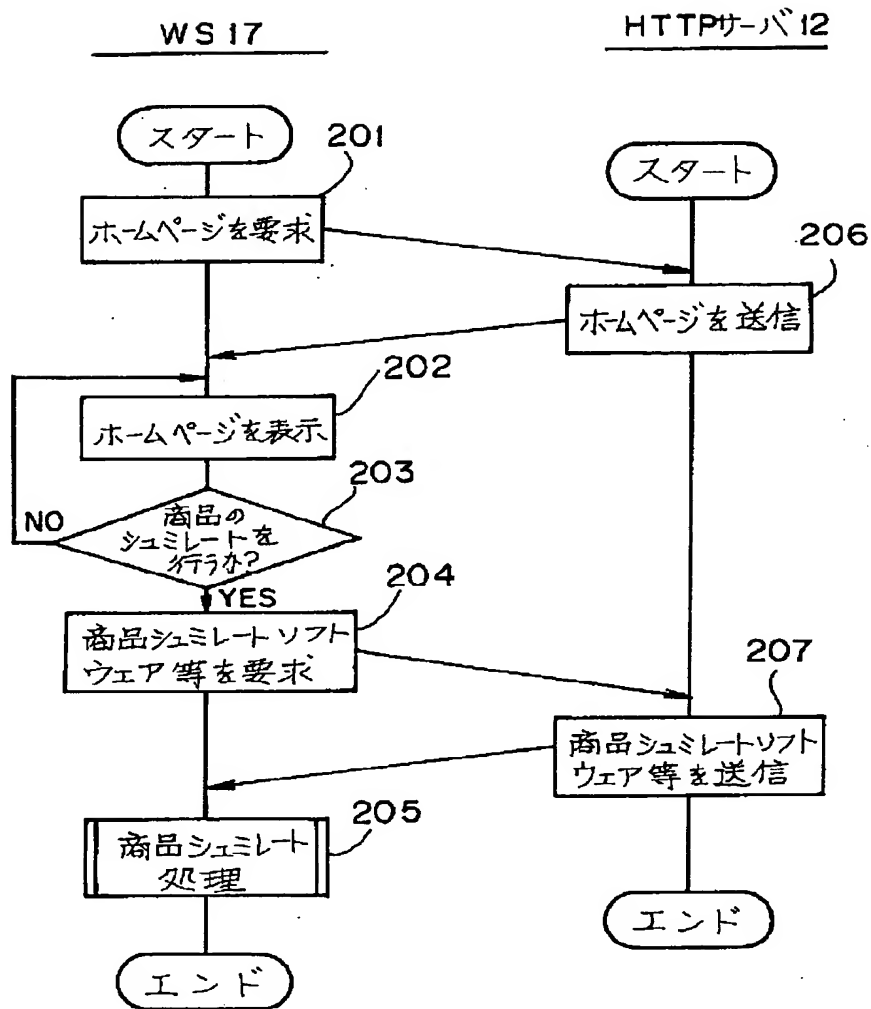 WS 17
HTTPサーバ 12
スタート
201
スタート
ホームページを要求
206
ホームページを送信
202
ホームページを表示
203
NO
商品の
シュミレートを
行うか?
204
YES
商品シュミレートソフト
ウェア等を要求
207
商品シュミレートソフト
ウェア等を送信
205
商品シュミレート
処理
エンド
エンド